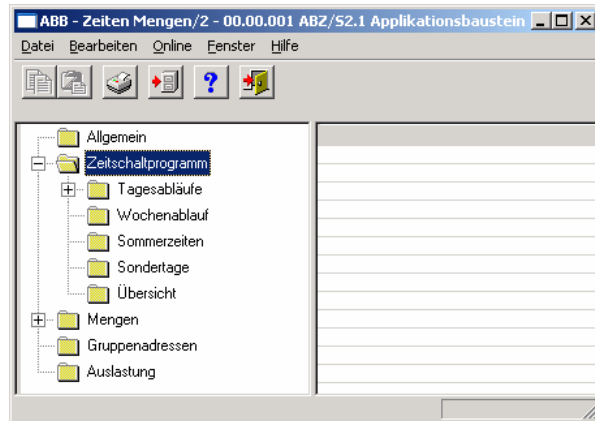 ABB - Zeiten Mengen/2 - 00.00.001 ABZ/S2.1 Applikationsbaustein
Datei Bearbeiten Online Fenster Hilfe
Allgemein
Zeitschaltprogramm
Tagesabläufe
Wochenablauf
Sommerzeiten
Sondertage
Übersicht
Mengen
Gruppenadressen
Auslastung